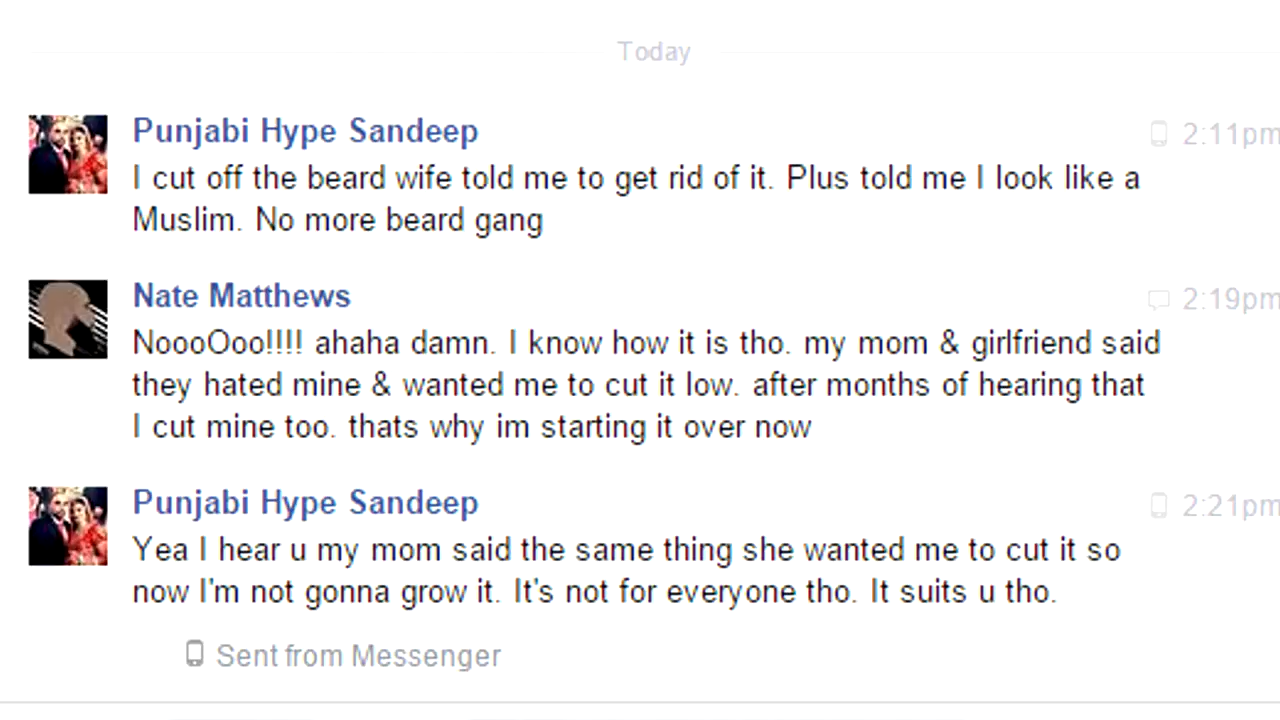 Today
Punjabi Hype Sandeep 2:11pm
I cut off the beard wife told me to get rid of it. Plus told me I look like a
Muslim. No more beard gang
Nate Matthews 2:19pm
NoooOoo!!!! ahaha damn. I know how it is tho. my mom & girlfriend said
they hated mine & wanted me to cut it low. after months of hearing that
I cut mine too. thats why im starting it over now
Punjabi Hype Sandeep 2:21pm
Yea I hear u my mom said the same thing she wanted me to cut it so
now I'm not gonna grow it. It's not for everyone tho. It suits u tho.
Sent from Messenger